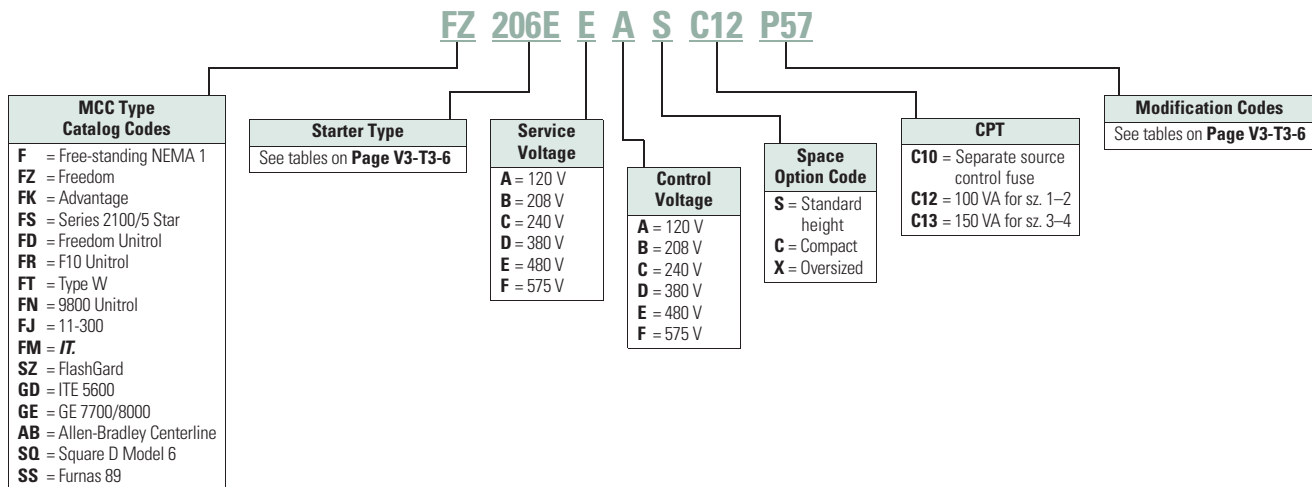 FZ 206E E A S C12 P57
MCC Type
Catalog Codes
F = Free-standing NEMA 1
FZ = Freedom
FK = Advantage
FS = Series 2100/5 Star
FD = Freedom Unitrol
FR = F10 Unitrol
FT = Type W
FN = 9800 Unitrol
FJ = 11-300
FM = IT.
SZ = FlashGard
GD = ITE 5600
GE = GE 7700/8000
AB = Allen-Bradley Centerline
SQ = Square D Model 6
SS = Furnas 89
Starter Type
See tables on Page V3-T3-6
Service
Voltage
A = 120 V
B = 208 V
C = 240 V
D = 380 V
E = 480 V
F = 575 V
Control
Voltage
A = 120 V
B = 208 V
C = 240 V
D = 380 V
E = 480 V
F = 575 V
Space
Option Code
S = Standard
height
C = Compact
X = Oversized
CPT
C10 = Separate source
control fuse
C12 = 100 VA for sz. 1–2
C13 = 150 VA for sz. 3–4
Modification Codes
See tables on Page V3-T3-6